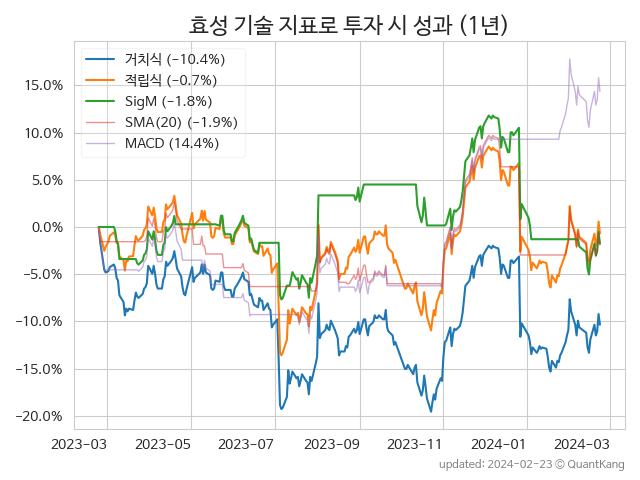 효성 기술 지표로 투자 시 성과 (1년)
거치식 (−10.4%)
적립식 (−0.7%)
SigM (−1.8%)
SMA(20) (−1.9%)
MACD (14.4%)
15.0%
10.0%
5.0%
0.0%
−5.0%
−10.0%
−15.0%
−20.0%
2023−03 2023−05 2023−07 2023−09 2023−11 2024−01 2024−03
updated: 2024−02−23 ⓒ QuantKang